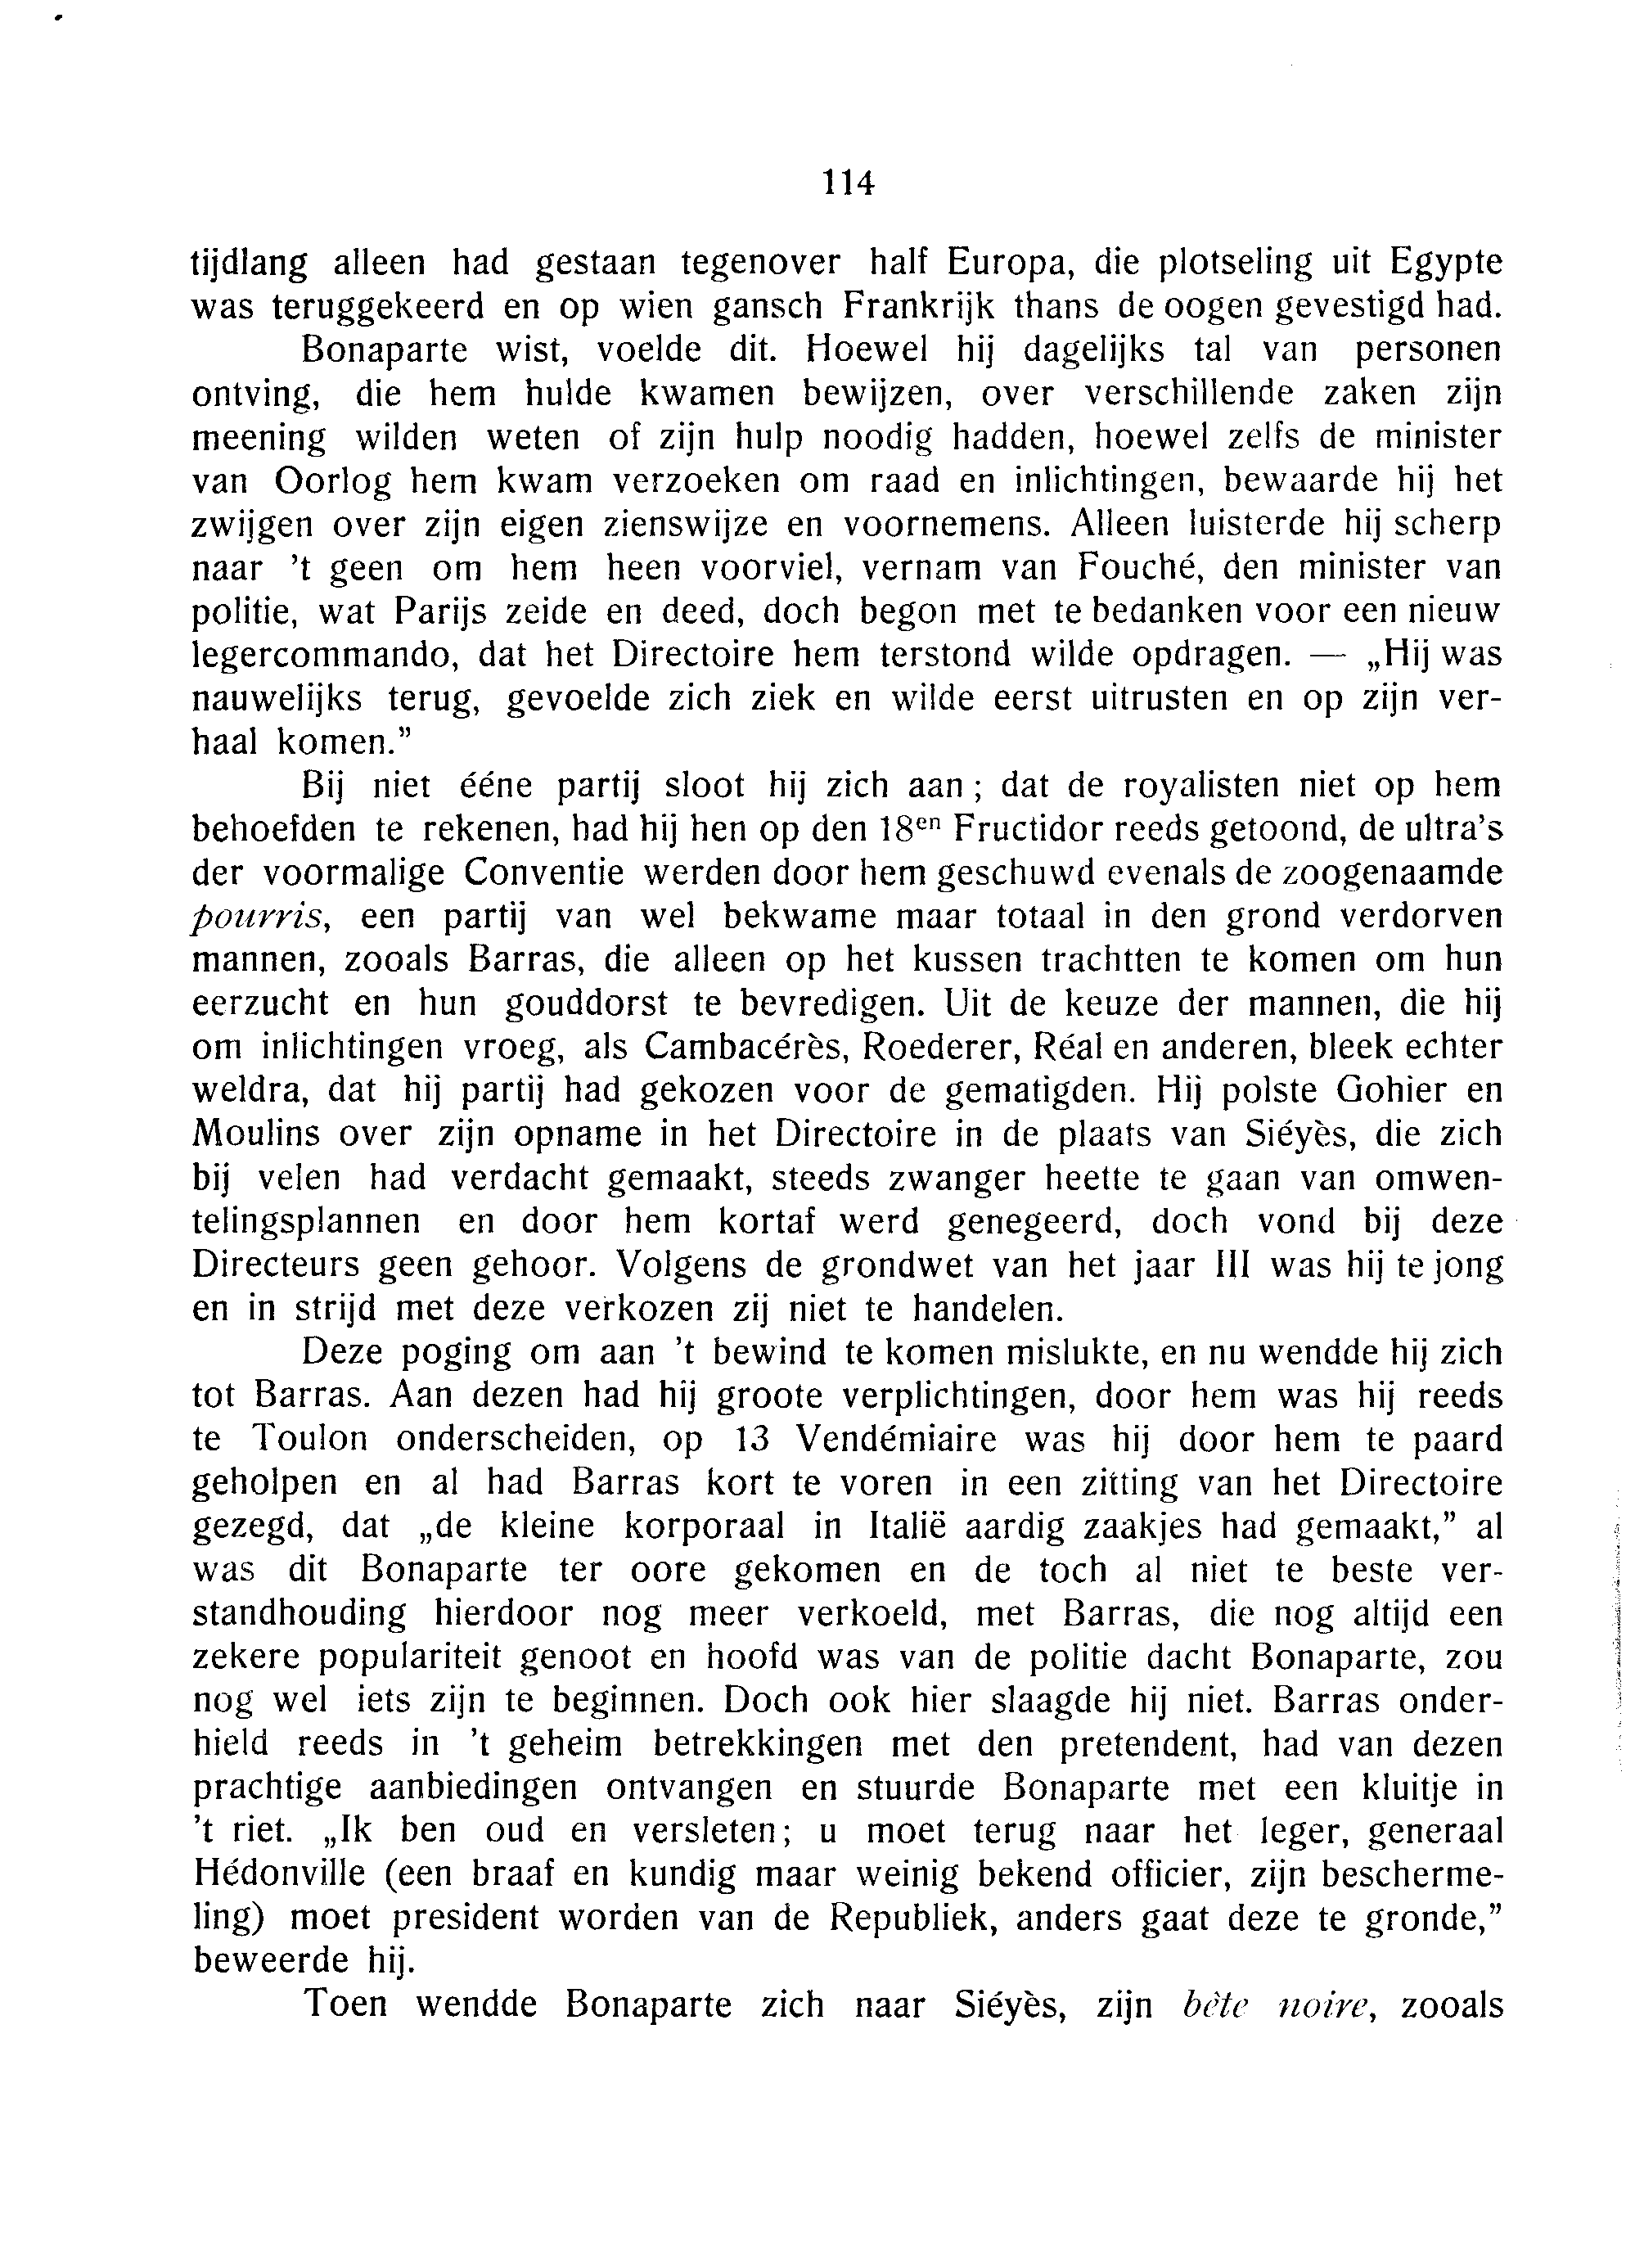 114
tijdlang alleen had gestaan tegenover half Europa, die plotseling uit Egypte
was teruggekeerd en op wien gansch Frankrijk thans de oogen gevestigd had.
Bonaparte wist, voelde dit. Hoewel hij dagelijks tal van personen
ontving, die hem hulde kwamen bewijzen, over verschillende zaken zijn
meening wilden weten of zijn hulp noodig hadden, hoewel zelfs de minister
van Oorlog hem kwam verzoeken om raad en inlichtingen, bewaarde hij het
zwijgen over zijn eigen zienswijze en voornemens. Alleen luisterde hij scherp
naar 't geen om hem heen voorviel, vernam van Fouché, den minister van
politie, wat Parijs zeide en deed, doch begon met te bedanken voor een nieuw
legercommando, dat het Directoire hem terstond wilde opdragen. — „Hij was
nauwelijks terug, gevoelde zich ziek en wilde eerst uitrusten en op zijn ver-
haal komen.”
Bij niet ééne partij sloot hij zich aan; dat de royalisten niet op hem
behoefden te rekenen, had hij hen op den 18en Fructidor reeds getoond, de ultra's
der voormalige Conventie werden door hem geschuwd evenals de zoogenaamde
pourris, een partij van wel bekwame maar totaal in den grond verdorven
mannen, zooals Barras, die alleen op het kussen trachtten te komen om hun
eerzucht en hun gouddorst te bevredigen. Uit de keuze der mannen, die hij
om inlichtingen vroeg, als Cambacérès, Roederer, Réal en anderen, bleek echter
weldra, dat hij partij had gekozen voor de gematigden. Hij polste Gohier en
Moulins over zijn opname in het Directoire in de plaats van Siéyès, die zich
bij velen had verdacht gemaakt, steeds zwanger heette te gaan van omwen-
telingsplannen en door hem kortaf werd genegeerd, doch vond bij deze
Directeurs geen gehoor. Volgens de grondwet van het jaar III was hij te jong
en in strijd met deze verkozen zij niet te handelen.
Deze poging om aan 't bewind te komen mislukte, en nu wendde hij zich
tot Barras. Aan dezen had hij groote verplichtingen, door hem was hij reeds
te Toulon onderscheiden, op 13 Vendémiaire was hij door hem te paard
geholpen en al had Barras kort te voren in een zitting van het Directoire
gezegd, dat „de kleine korporaal in Italië aardig zaakjes had gemaakt,” al
was dit Bonaparte ter oore gekomen en de toch al niet te beste ver-
standhouding hierdoor nog meer verkoeld, met Barras, die nog altijd een
zekere populariteit genoot en hoofd was van de politie dacht Bonaparte, zou
nog wel iets zijn te beginnen. Doch ook hier slaagde hij niet. Barras onder-
hield reeds in 't geheim betrekkingen met den pretendent, had van dezen
prachtige aanbiedingen ontvangen en stuurde Bonaparte met een kluitje in
't riet. „Ik ben oud en versleten; u moet terug naar het leger, generaal
Hédonville (een braaf en kundig maar weinig bekend officier, zijn bescherme-
ling) moet president worden van de Republiek, anders gaat deze te gronde,”
beweerde hij.
Toen wendde Bonaparte zich naar Siéyès, zijn bête noire, zooals